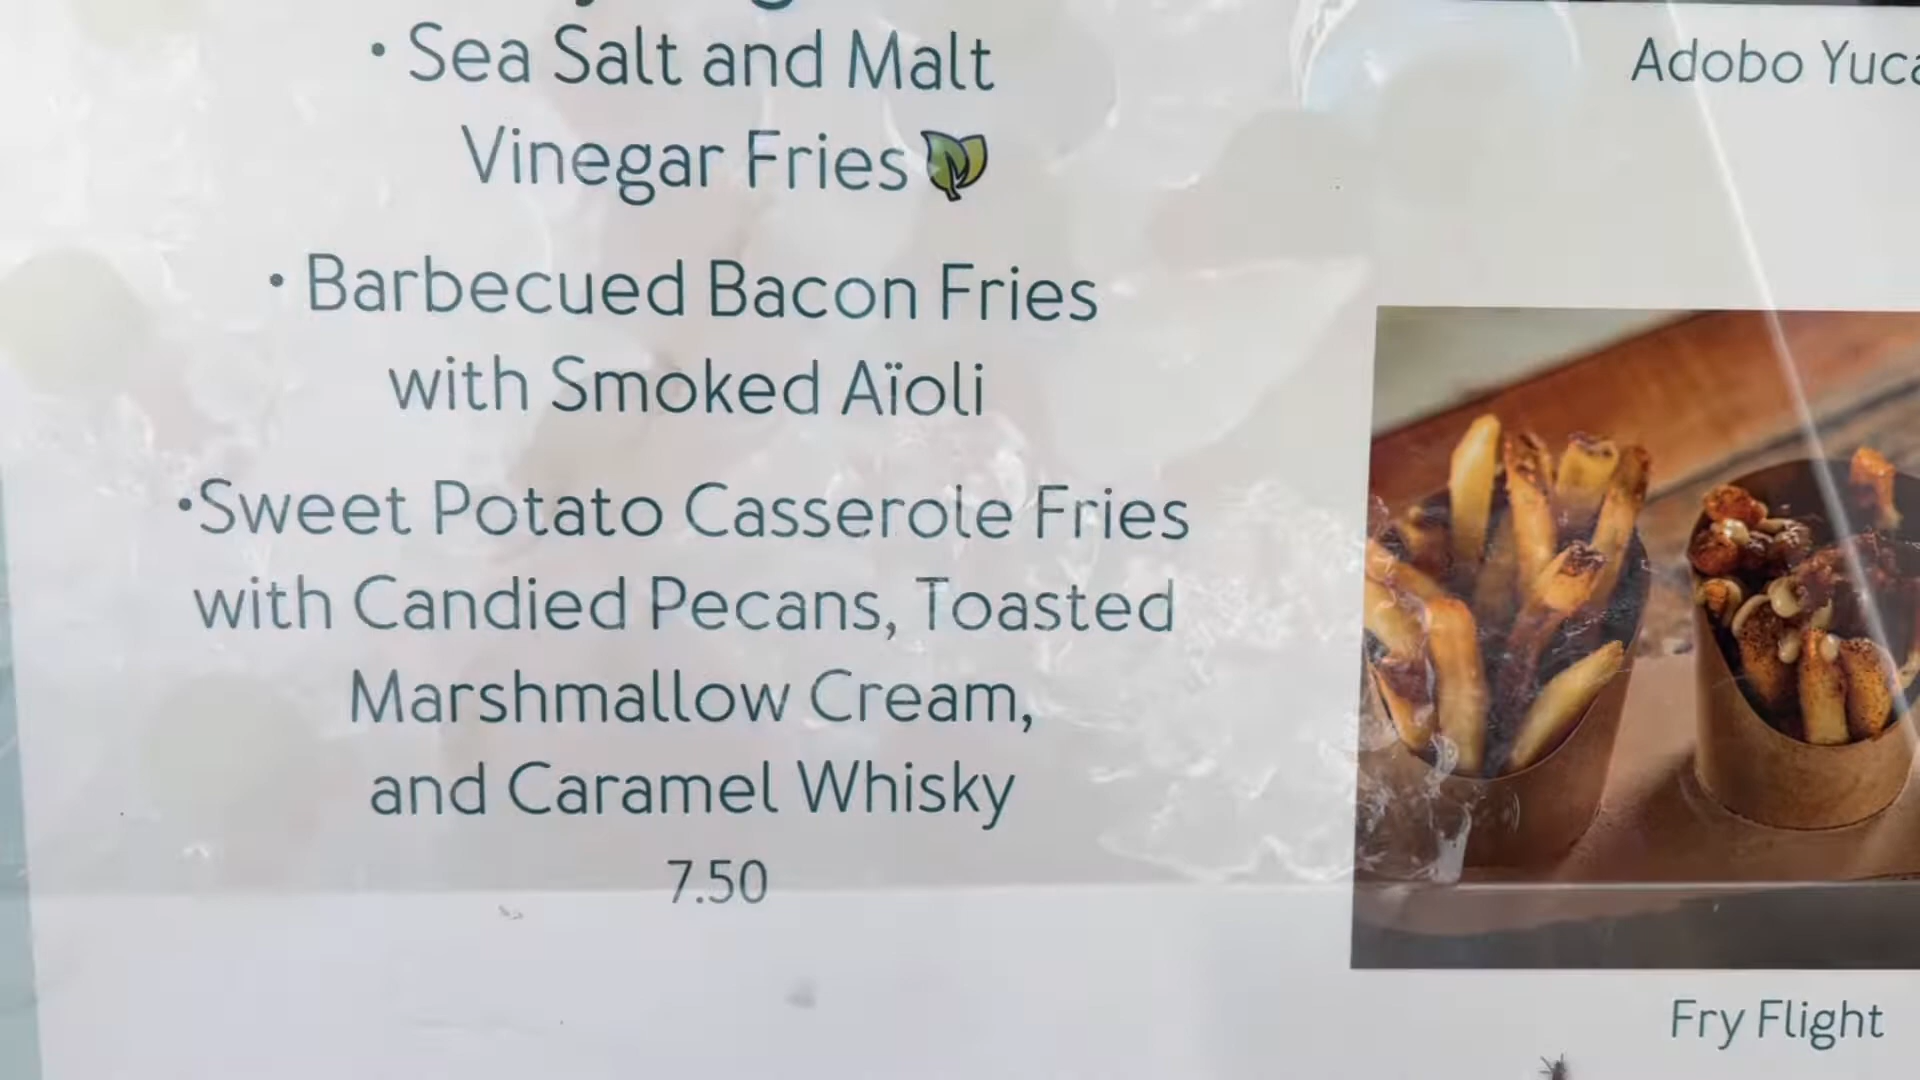 • Sea Salt and Malt
Vinegar Fries
• Barbecued Bacon Fries
with Smoked Aïoli
•Sweet Potato Casserole Fries
with Candied Pecans, Toasted
Marshmallow Cream,
and Caramel Whisky
7.50
Adobo Yuca
Fry Flight